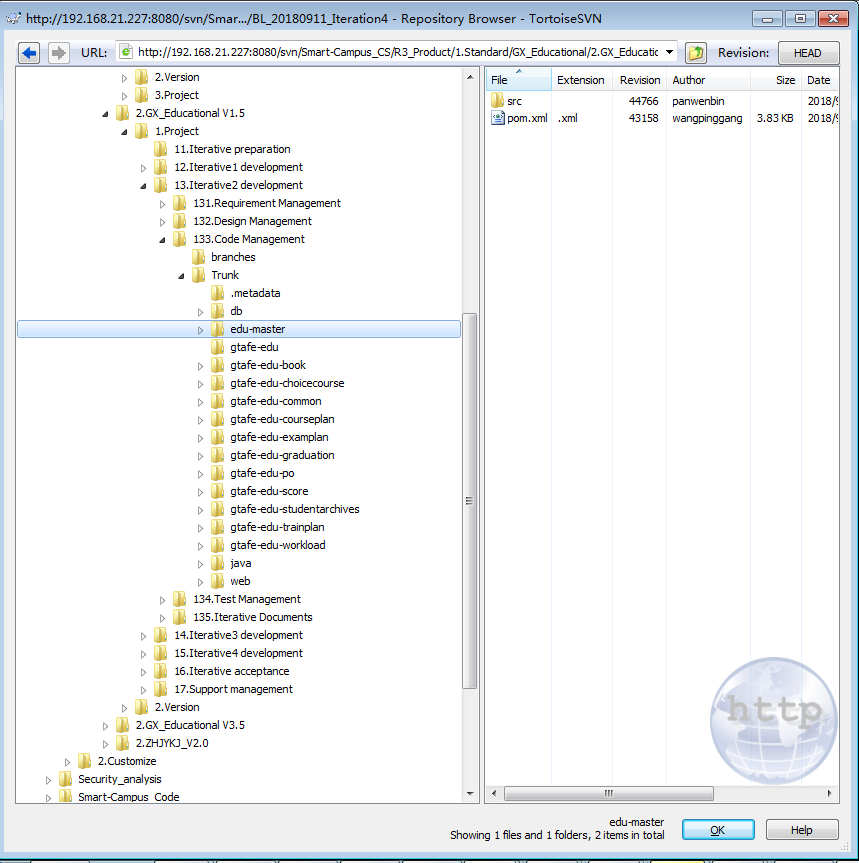 http://192.168.21.227:8080/svn/Smar.../BL_20180911_Iteration4 - Repository Browser - TortoiseSVN
URL: http://192.168.21.227:8080/svn/Smart-Campus_CS/R3_Product/1.Standard/GX_Educational/2.GX_Educatic Revision: HEAD
File Extension Revision Author Size Date
2.Version
3.Project
2.GX_Educational V1.5
1.Project
11.Iterative preparation
12.Iterative1 development
13.Iterative2 development
131.Requirement Management
132.Design Management
133.Code Management
branches
Trunk
.metadata
db
edu-master
gtafe-edu
gtafe-edu-book
gtafe-edu-choicecourse
gtafe-edu-common
gtafe-edu-courseplan
gtafe-edu-examplan
gtafe-edu-graduation
gtafe-edu-po
gtafe-edu-score
gtafe-edu-studentarchives
gtafe-edu-trainplan
gtafe-edu-workload
java
web
134.Test Management
135.Iterative Documents
14.Iterative3 development
15.Iterative4 development
16.Iterative acceptance
17.Support management
2.Version
2.GX_Educational V3.5
2.ZHJYKJ_V2.0
2.Customize
Security_analysis
Smart-Campus_Code
src 44766 panwenbin 2018/9
pom.xml .xml 43158 wangpinggang 3.83 KB 2018/9
http
edu-master
Showing 1 files and 1 folders, 2 items in total
OK
Help